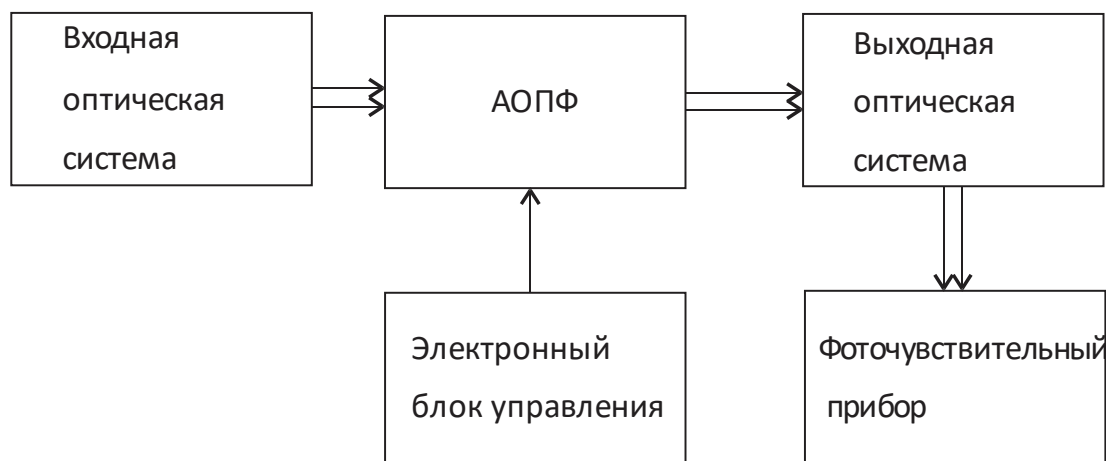 Входная
оптическая
система
АОПФ
Выходная
оптическая
система
Электронный
блок управления
Фоточувствительный
прибор